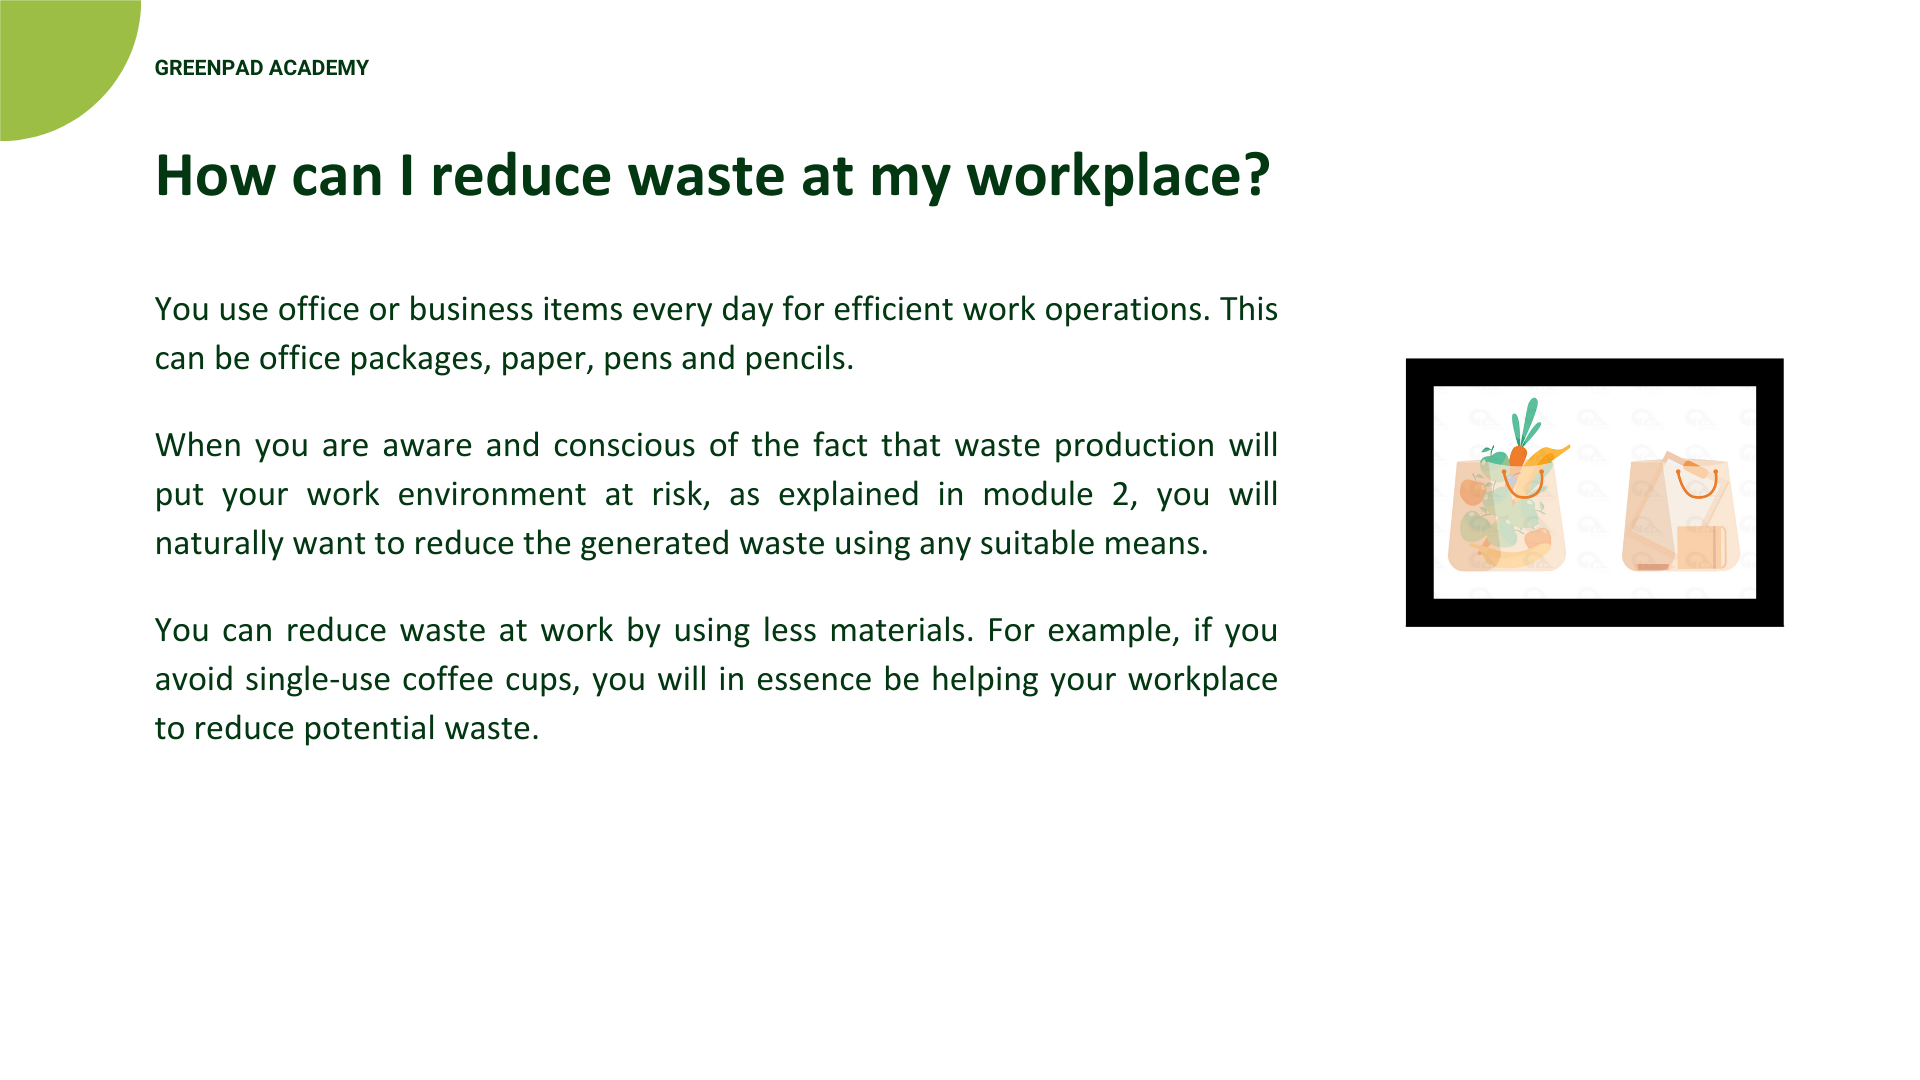 GREENPAD ACADEMY
How can I reduce waste at my workplace?
You use office or business items every day for efficient work operations. This
can be office packages, paper, pens and pencils.
When you are aware and conscious of the fact that waste production will
put your work environment at risk, as explained in module 2, you will
naturally want to reduce the generated waste using any suitable means.
You can reduce waste at work by using less materials. For example, if you
avoid single-use coffee cups, you will in essence be helping your workplace
to reduce potential waste.